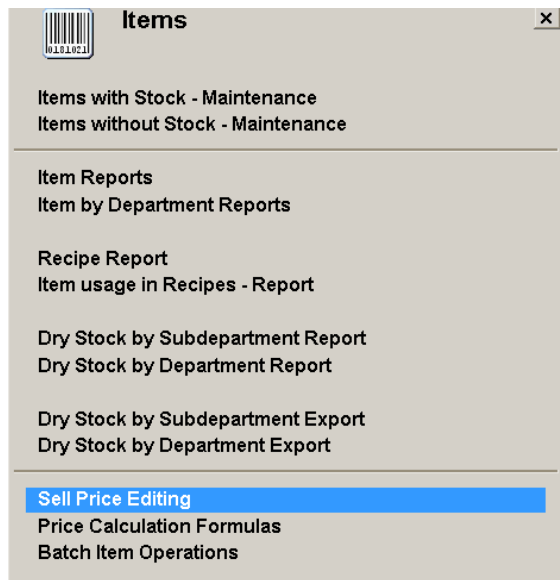 Items
0181021
Items with Stock - Maintenance
Items without Stock - Maintenance
Item Reports
Item by Department Reports
Recipe Report
Item usage in Recipes - Report
Dry Stock by Subdepartment Report
Dry Stock by Department Report
Dry Stock by Subdepartment Export
Dry Stock by Department Export
Sell Price Editing
Price Calculation Formulas
Batch Item Operations